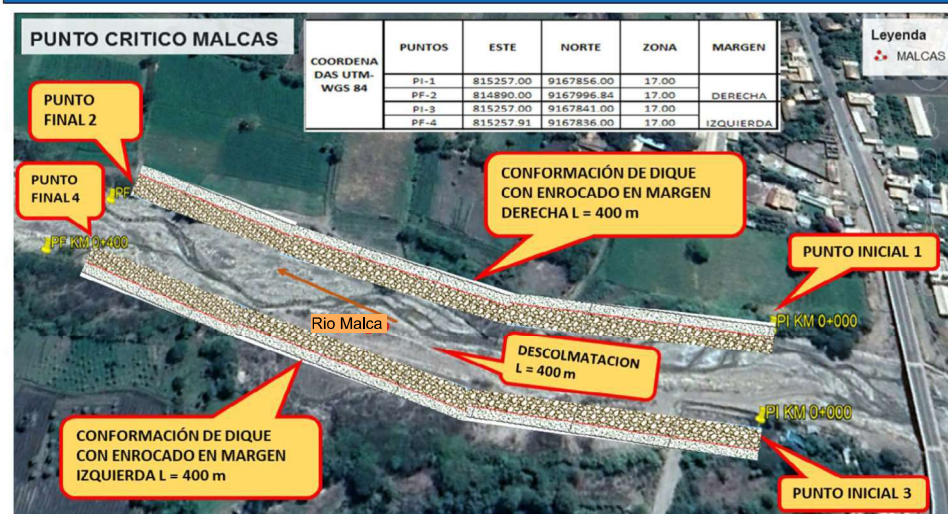 PUNTO CRITICO MALCAS
COORDENA
DAS UTM-
WGS 84
PUNTOS ESTE NORTE ZONA MARGEN
PI-1 815257.00 9167856.00 17.00
PF-2 814890.00 9167996.84 17.00 DERECHA
PI-3 815257.00 9167841.00 17.00
PF-4 815257.91 9167836.00 17.00 IZQUIERDA
Leyenda
MALCAS
PUNTO
FINAL 2
PUNTO
FINAL 4
PF
PF KM 0+400
CONFORMACIÓN DE DIQUE
CON ENROCADO EN MARGEN
DERECHA L = 400 m
PUNTO INICIAL 1
PI KM 0+000
Rio Malca
DESCOLMATACION
L = 400 m
PI KM 0+000
CONFORMACIÓN DE DIQUE
CON ENROCADO EN MARGEN
IZQUIERDA L = 400 m
PUNTO INICIAL 3